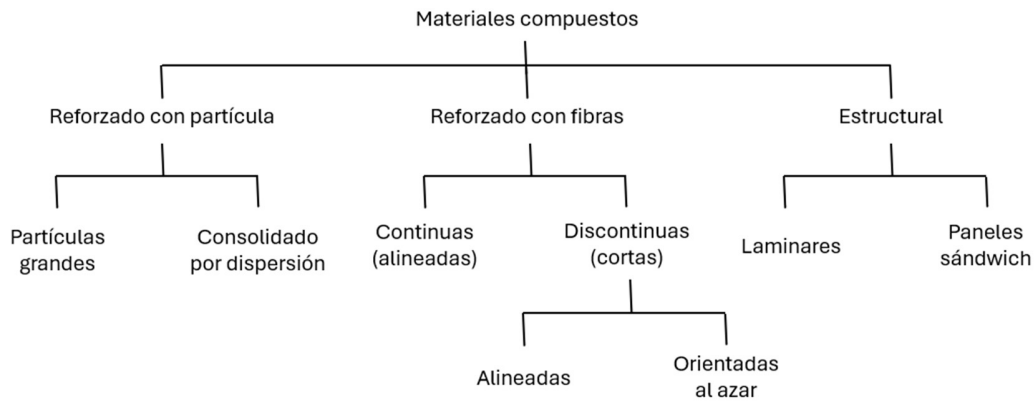 Materiales compuestos
Reforzado con partícula
Reforzado con fibras
Estructural
Partículas
grandes
Consolidado
por dispersión
Continuas
(alineadas)
Discontinuas
(cortas)
Laminares
Paneles
sándwich
Alineadas
Orientadas
al azar